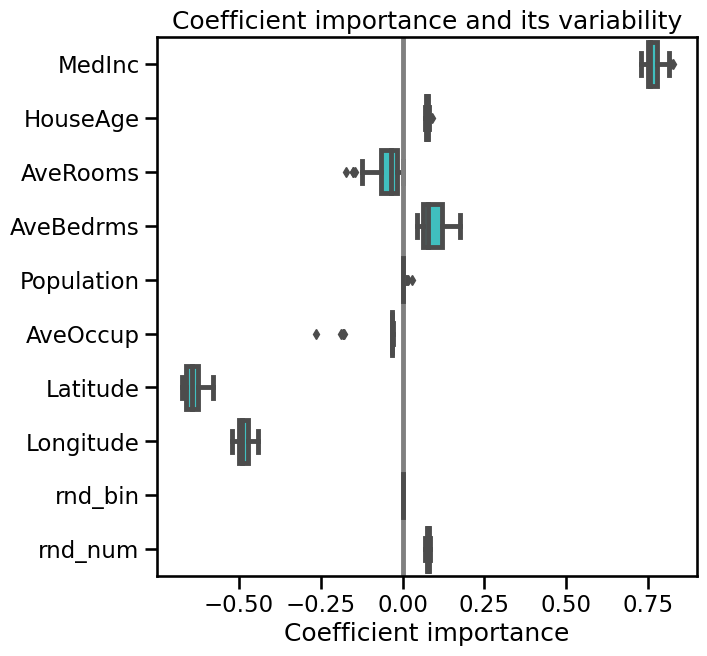 Coefficient importance and its variability
MedInc
HouseAge
AveRooms
AveBedrms
Population
AveOccup
Latitude
Longitude
rnd_bin
rnd_num
−0.50 −0.25 0.00 0.25 0.50 0.75
Coefficient importance